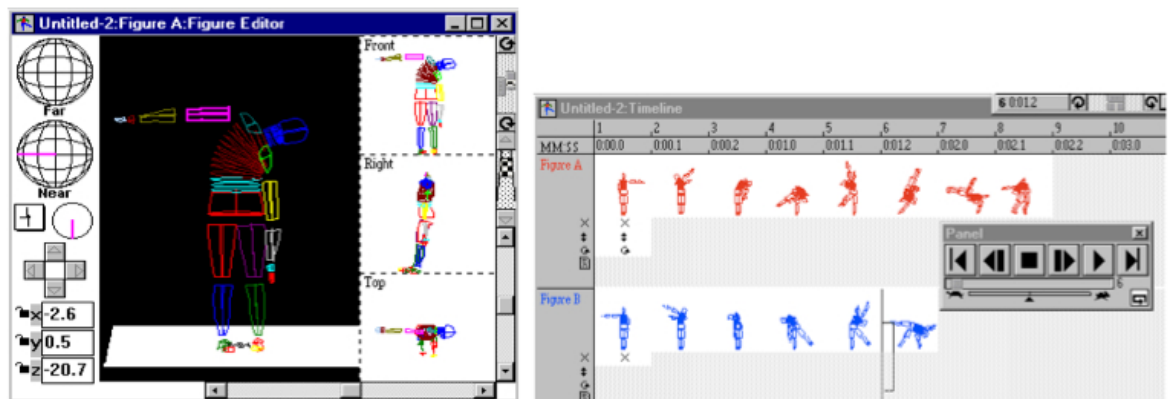 Untitled-2:Figure A:Figure Editor
Front
Far
Right
Near
Top
x -2.6
y 0.5
z -20.7
Untitled-2:Timeline
6 0:01.2
1 2 3 4 5 6 7 8 9 10
MM:SS 0:00.0 0:00.1 0:00.2 0:01.0 0:01.1 0:01.2 0:02.0 0:02.1 0:02.2 0:03.0
Figure A
Panel
6
Figure B